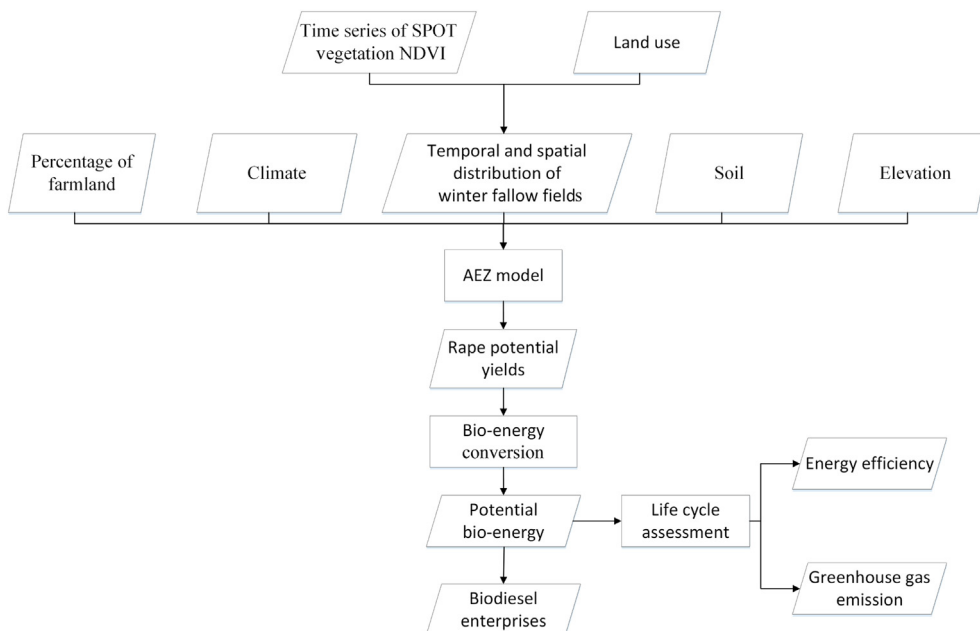 Time series of SPOT
vegetation NDVI
Land use
Percentage of
farmland
Climate
Temporal and spatial
distribution of
winter fallow fields
Soil
Elevation
AEZ model
Rape potential
yields
Bio-energy
conversion
Energy efficiency
Potential
bio-energy
Life cycle
assessment
Greenhouse gas
emission
Biodiesel
enterprises